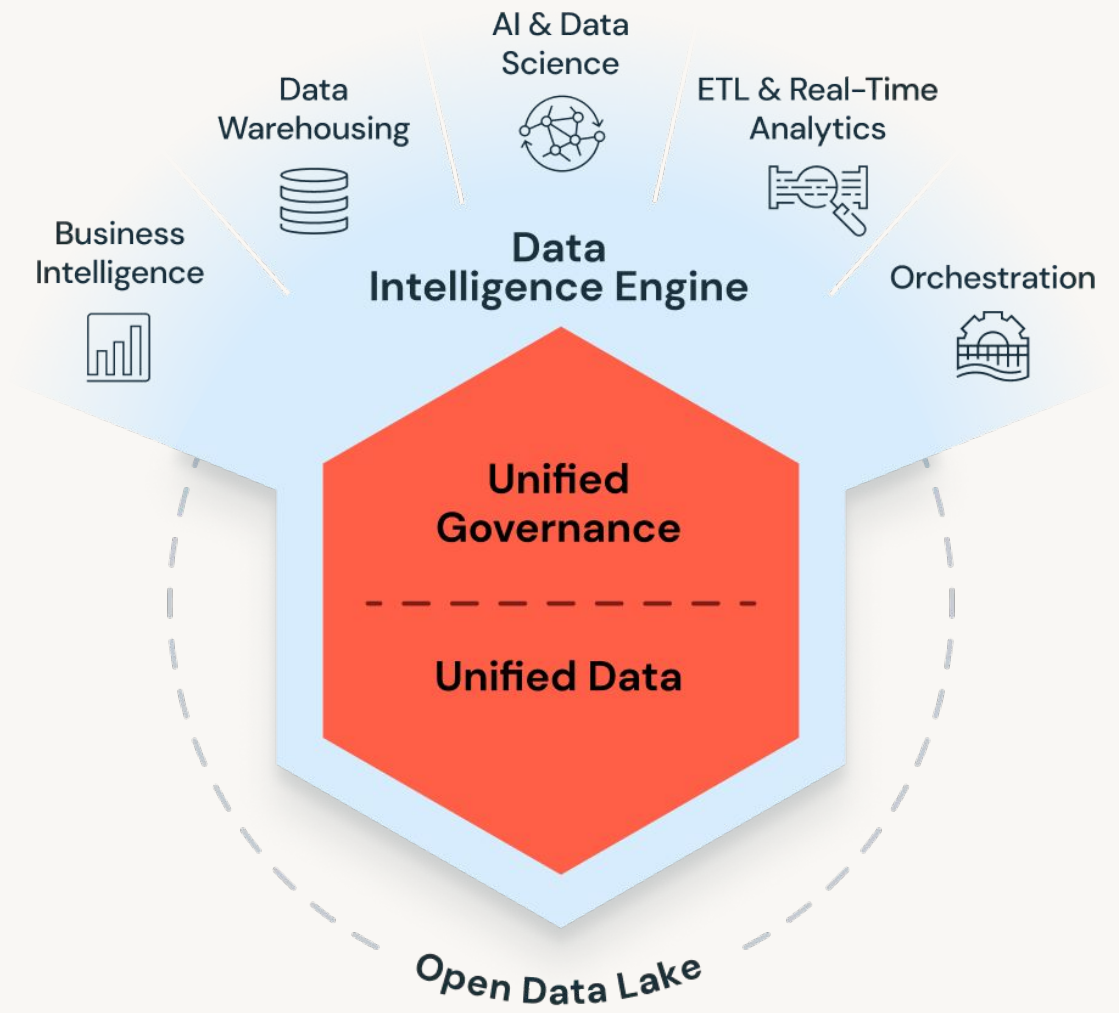 AI & Data
Science
Data
Warehousing
ETL & Real-Time
Analytics
Business
Intelligence
Orchestration
Data
Intelligence Engine
Unified
Governance
Unified Data
Open Data Lake